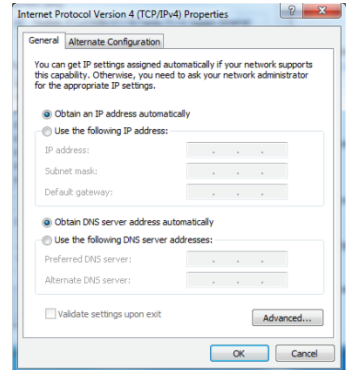 Internet Protocol Version 4 (TCP/IPv4) Properties
General
Alternate Configuration
You can get IP settings assigned automatically if your network supports
this capability. Otherwise, you need to ask your network administrator
for the appropriate IP settings.
Obtain an IP address automatically
Use the following IP address:
IP address:
Subnet mask:
Default gateway:
Obtain DNS server address automatically
Use the following DNS server addresses:
Preferred DNS server:
Alternate DNS server:
Validate settings upon exit
Advanced...
OK
Cancel